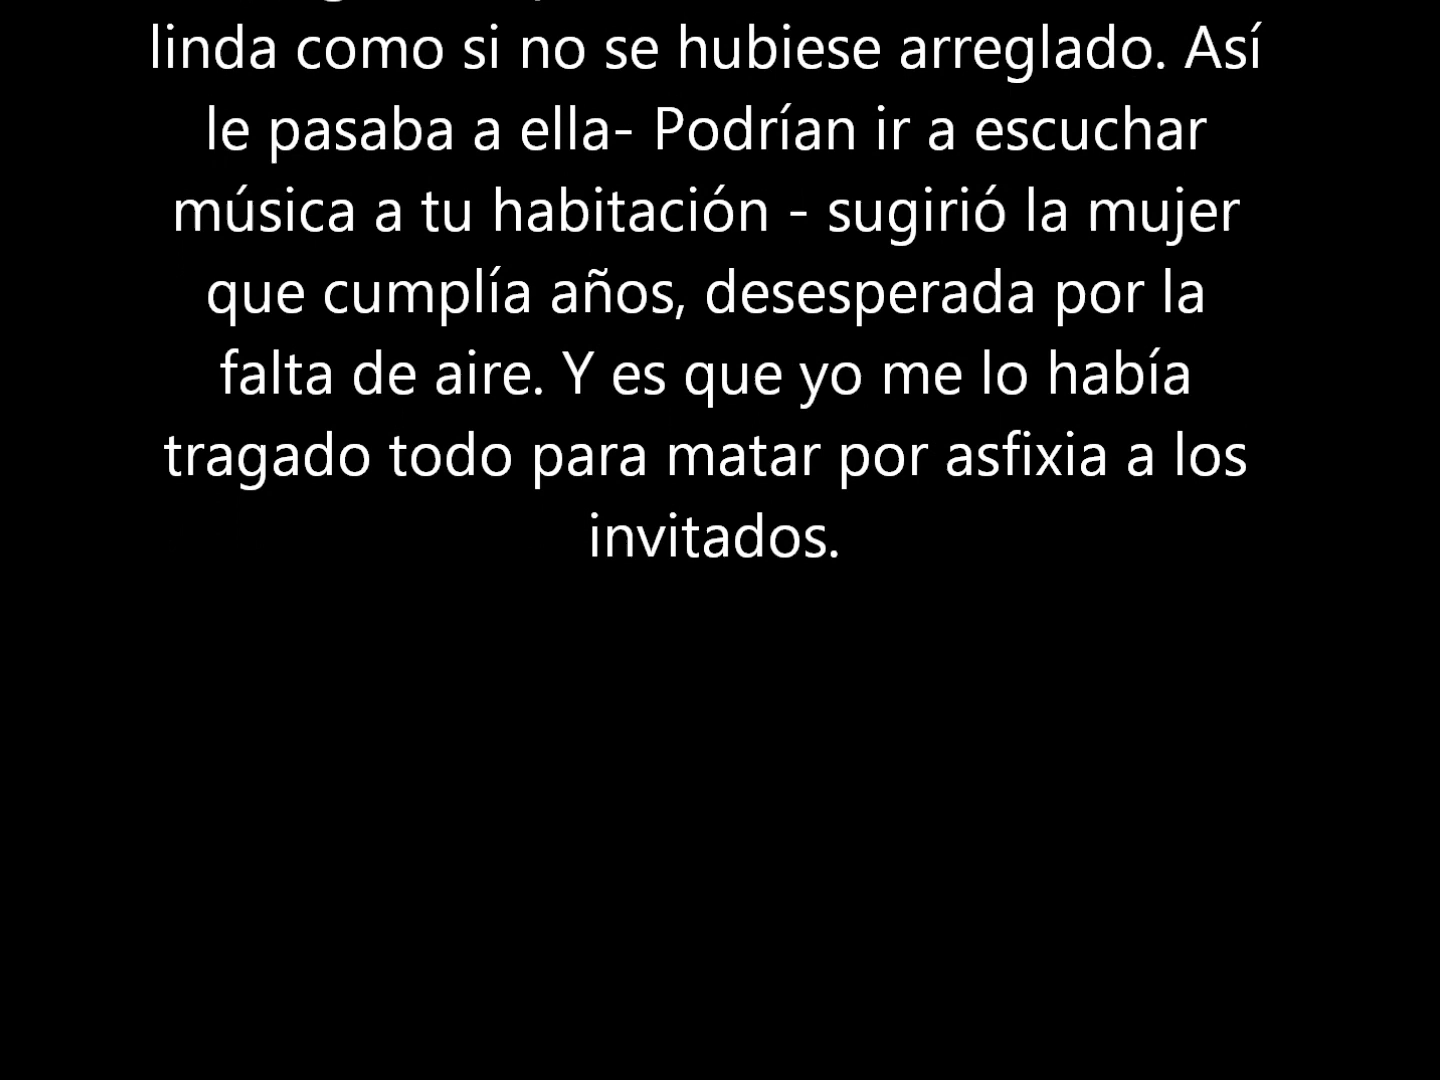 linda como si no se hubiese arreglado. Así
le pasaba a ella- Podrían ir a escuchar
música a tu habitación - sugirió la mujer
que cumplía años, desesperada por la
falta de aire. Y es que yo me lo había
tragado todo para matar por asfixia a los
invitados.